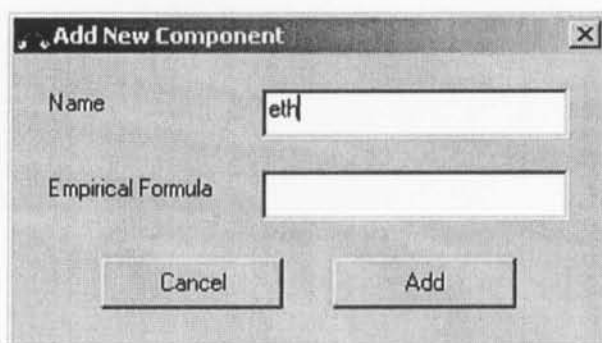 Add New Component
Name
eth
Empirical Formula
Cancel
Add